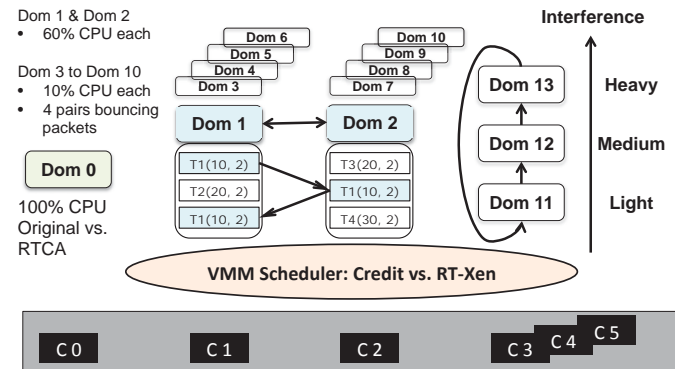 Dom 1 & Dom 2
• 60% CPU each
Dom 3 to Dom 10
• 10% CPU each
• 4 pairs bouncing
packets
Dom 0
100% CPU
Original vs.
RTCA
Dom 6
Dom 5
Dom 4
Dom 3
Dom 10
Dom 9
Dom 8
Dom 7
Dom 1
Dom 2
T1(10, 2)
T2(20, 2)
T1(10, 2)
T3(20, 2)
T1(10, 2)
T4(30, 2)
Interference
Dom 13
Heavy
Dom 12
Medium
Dom 11
Light
VMM Scheduler: Credit vs. RT-Xen
C 0
C 1
C 2
C 3
C 4
C 5